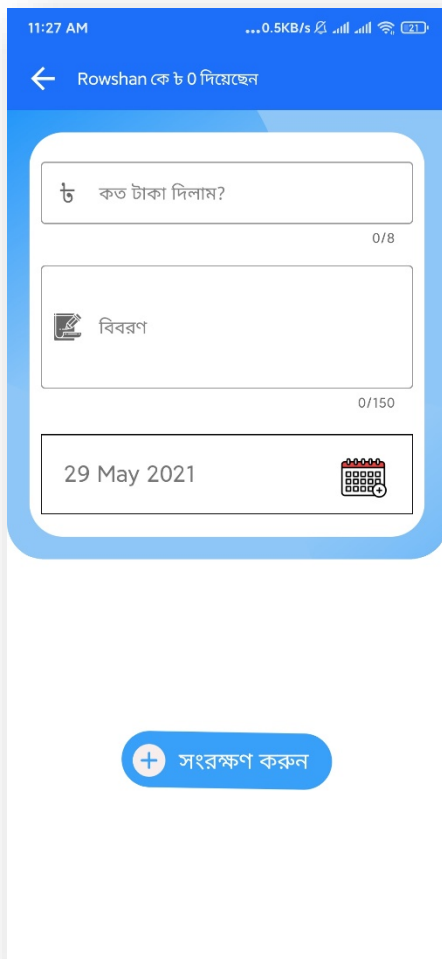 11:27 AM ...0.5KB/s 21
Rowshan কে ৳ 0 দিয়েছেন
৳ কত টাকা দিলাম?
0/8
বিবরণ
0/150
29 May 2021
সংরক্ষণ করুন